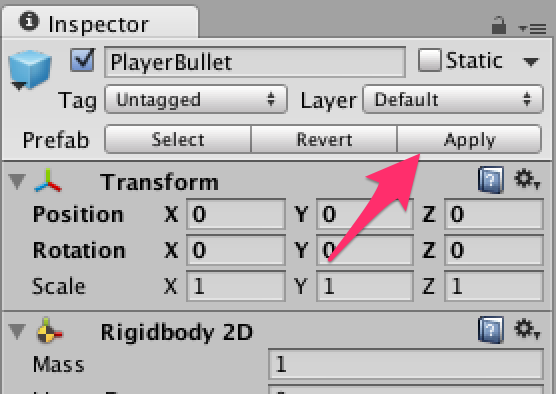 Inspector
PlayerBullet Static
Tag Untagged Layer Default
Prefab Select Revert Apply
Transform
Position X 0 Y 0 Z 0
Rotation X 0 Y 0 Z 0
Scale X 1 Y 1 Z 1
Rigidbody 2D
Mass 1